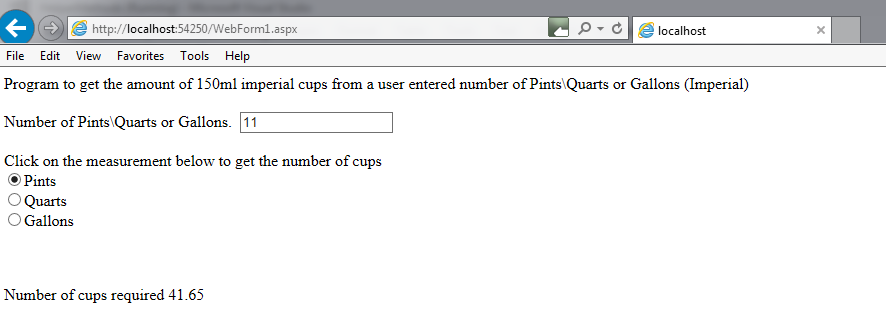 http://localhost:54250/WebForm1.aspx
localhost
File Edit View Favorites Tools Help
Program to get the amount of 150ml imperial cups from a user entered number of Pints\Quarts or Gallons (Imperial)
Number of Pints\Quarts or Gallons. 11
Click on the measurement below to get the number of cups
Pints
Quarts
Gallons
Number of cups required 41.65